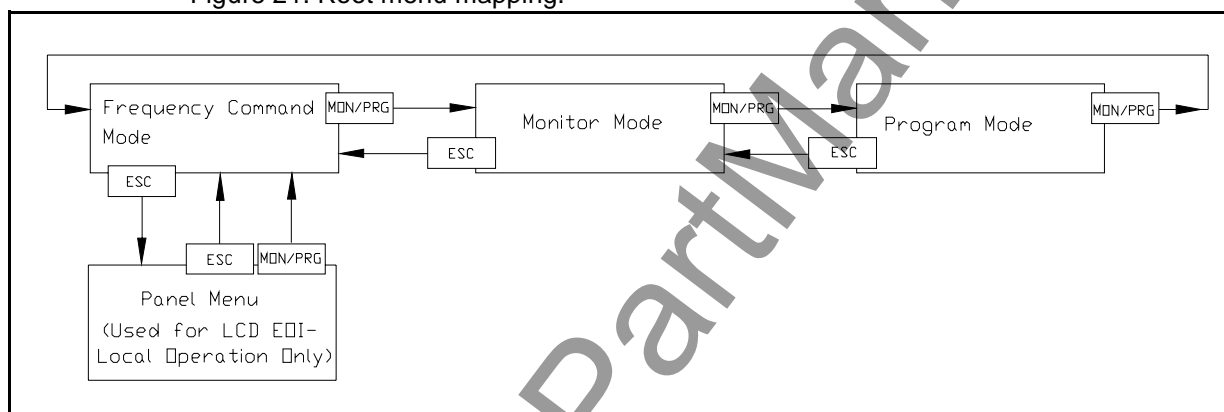 Figure 21. Root menu mapping.
Frequency Command
Mode
MON/PRG
Monitor Mode
MON/PRG
Program Mode
MON/PRG
ESC
ESC
ESC
ESC
MON/PRG
Panel Menu
(Used for LCD EOI-
Local Operation Only)